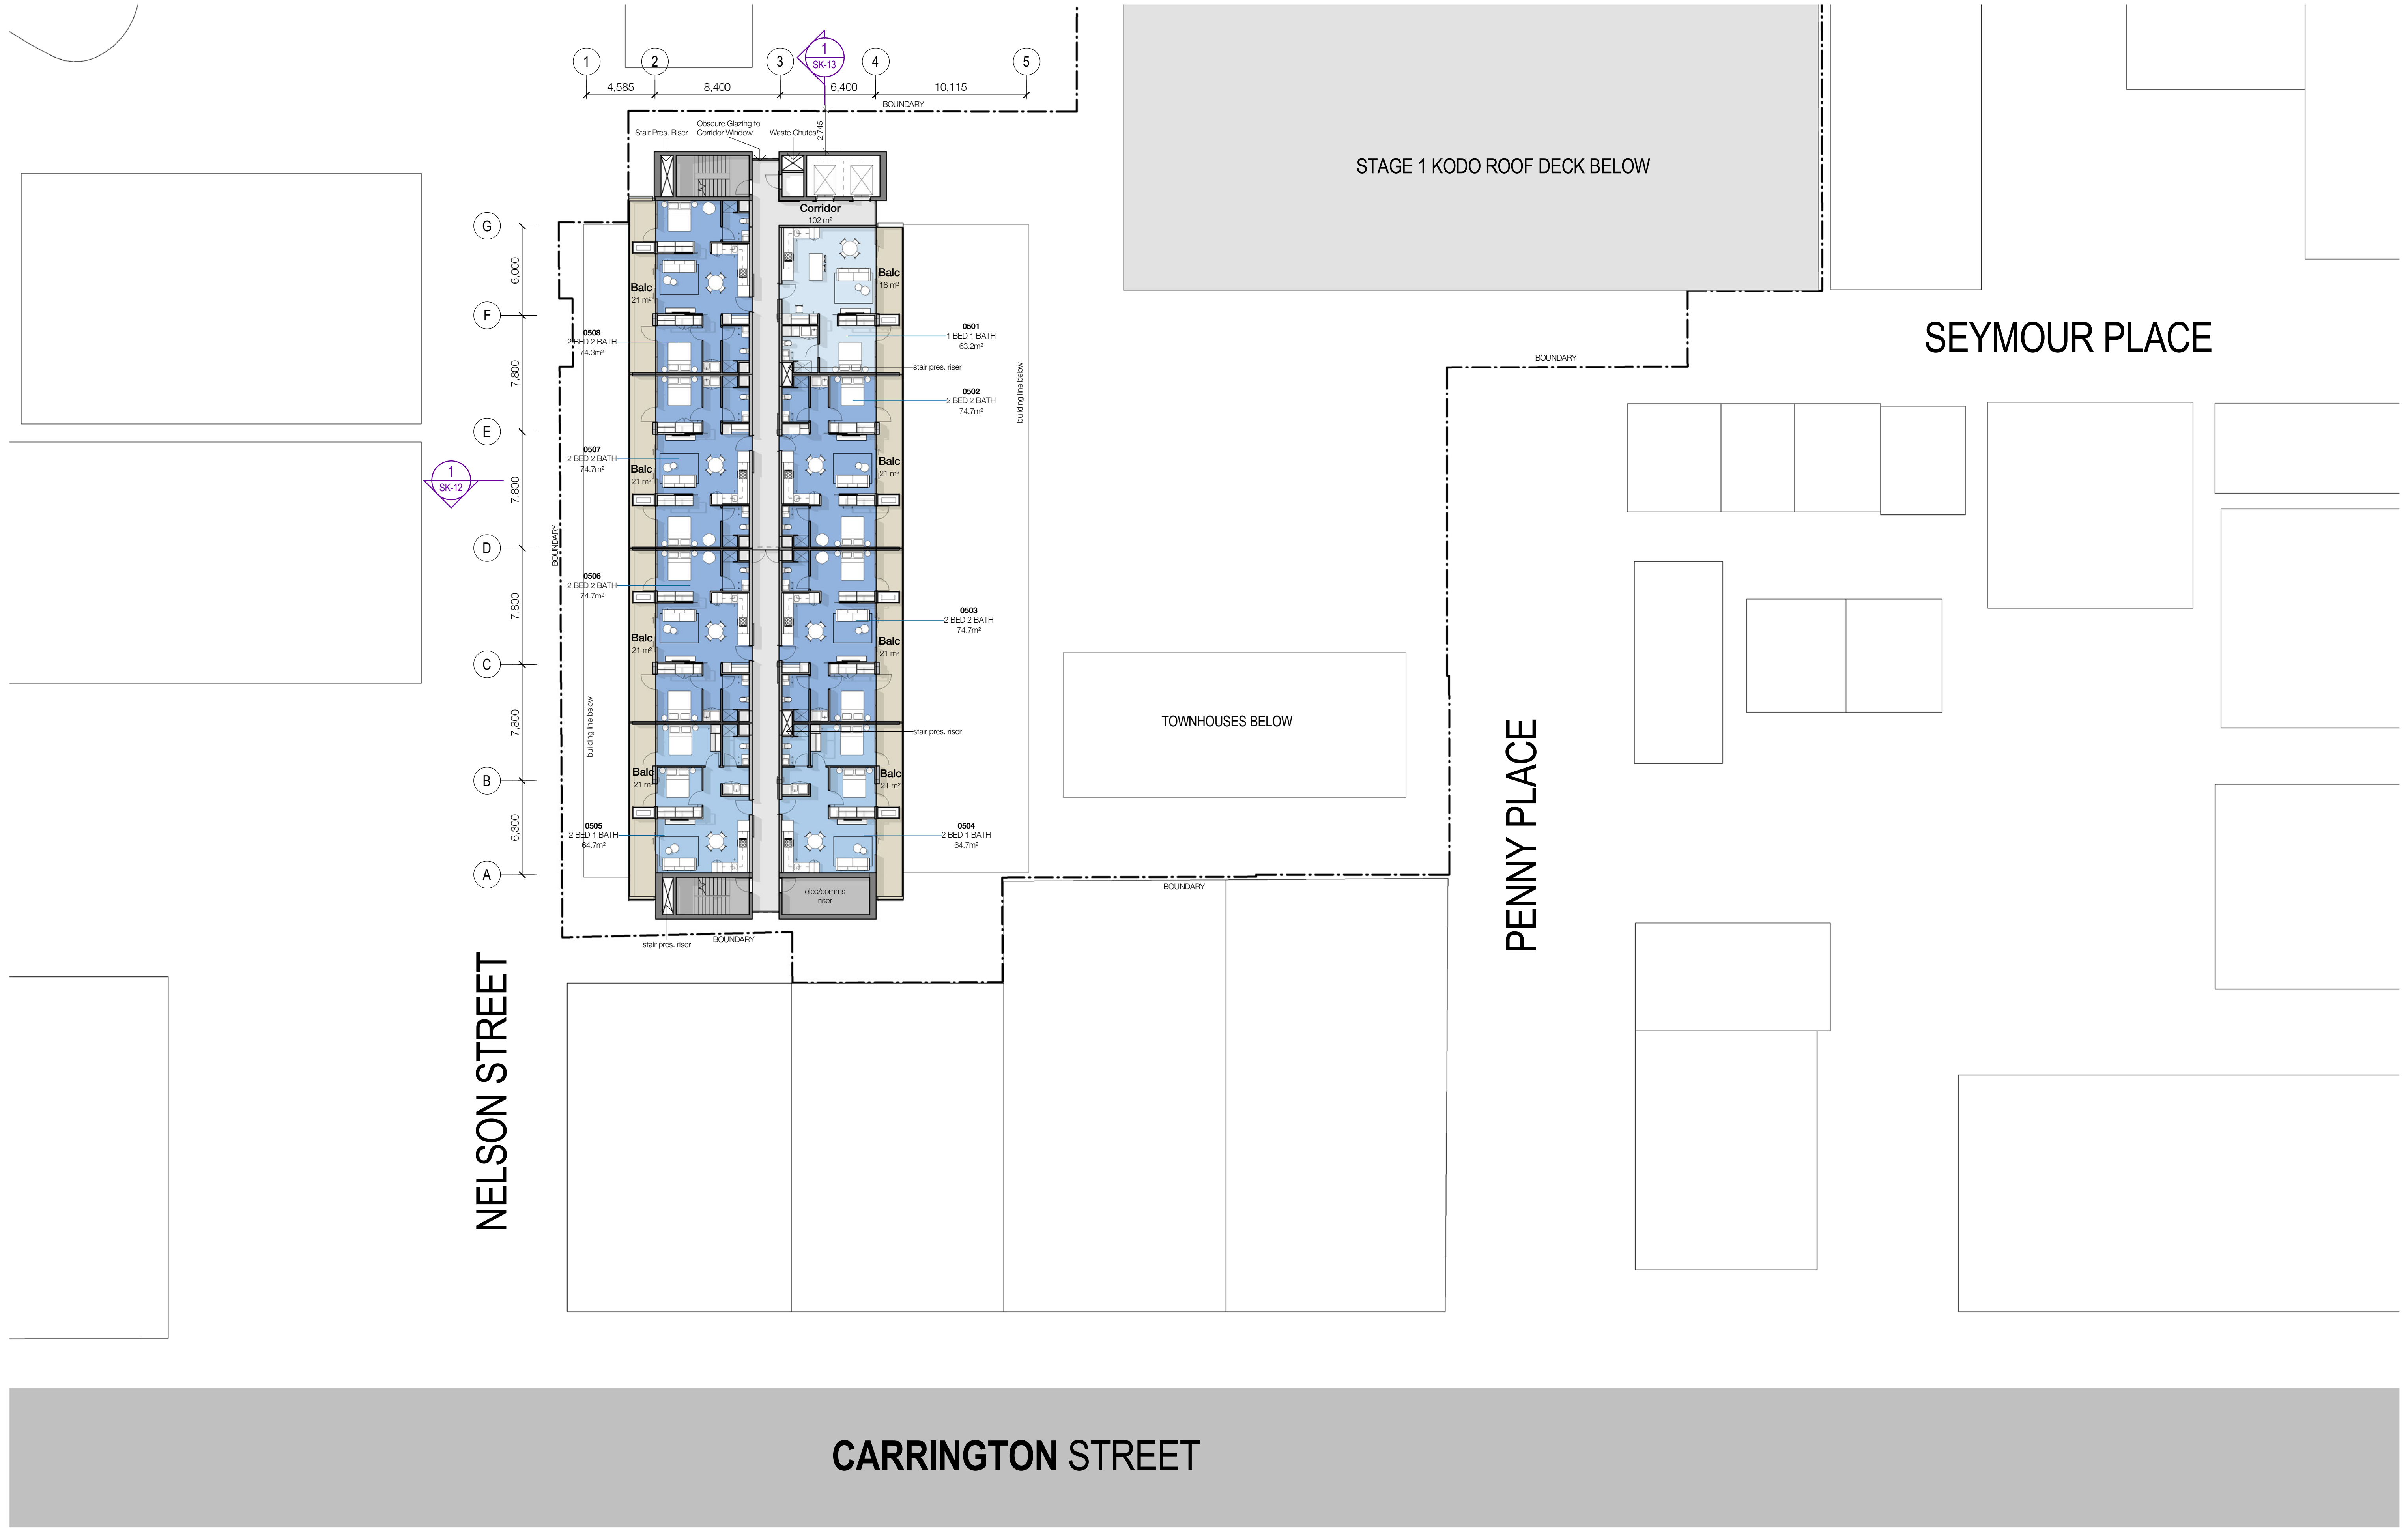 1
2
3
1
SK-13
4
5
4,585
8,400
6,400
10,115
BOUNDARY
2,745
Stair Pres. Riser
Obscure Glazing to
Corridor Window
Waste Chutes
STAGE 1 KODO ROOF DECK BELOW
Corridor
102 m²
G
6,000
F
7,800
E
7,800
D
7,800
C
7,800
B
6,300
A
1
SK-12
BOUNDARY
Balc
21 m²
Balc
18 m²
0508
2 BED 2 BATH
74.3m²
0501
1 BED 1 BATH
63.2m²
stair pres. riser
0502
2 BED 2 BATH
74.7m²
building line below
SEYMOUR PLACE
BOUNDARY
0507
2 BED 2 BATH
74.7m²
Balc
21 m²
Balc
21 m²
0506
2 BED 2 BATH
74.7m²
0503
2 BED 2 BATH
74.7m²
Balc
21 m²
Balc
21 m²
building line below
stair pres. riser
TOWNHOUSES BELOW
PENNY PLACE
Balc
21 m²
Balc
21 m²
0505
2 BED 1 BATH
64.7m²
0504
2 BED 1 BATH
64.7m²
elec/comms
riser
BOUNDARY
stair pres. riser
BOUNDARY
NELSON STREET
CARRINGTON STREET